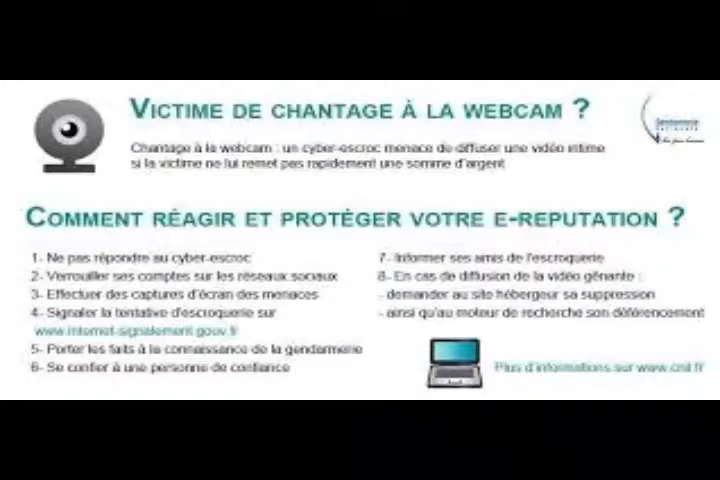 VICTIME DE CHANTAGE À LA WEBCAM ?
Chantage à la webcam : un cyber-escroc menace de diffuser une vidéo intime
si la victime ne lui remet pas rapidement une somme d'argent
COMMENT RÉAGIR ET PROTÉGER VOTRE E-REPUTATION ?
1- Ne pas répondre au cyber-escroc
2- Verrouiller ses comptes sur les réseaux sociaux
3- Effectuer des captures d'écran des menaces
4- Signaler la tentative d'escroquerie sur
www.internet-signalement.gouv.fr
5- Porter les faits à la connaissance de la gendarmerie
6- Se confier à une personne de confiance
7- Informer ses amis de l'escroquerie
8- En cas de diffusion de la vidéo gênante :
- demander au site hébergeur sa suppression
- ainsi qu'au moteur de recherche son déférencement
Plus d'informations sur www.cnil.fr